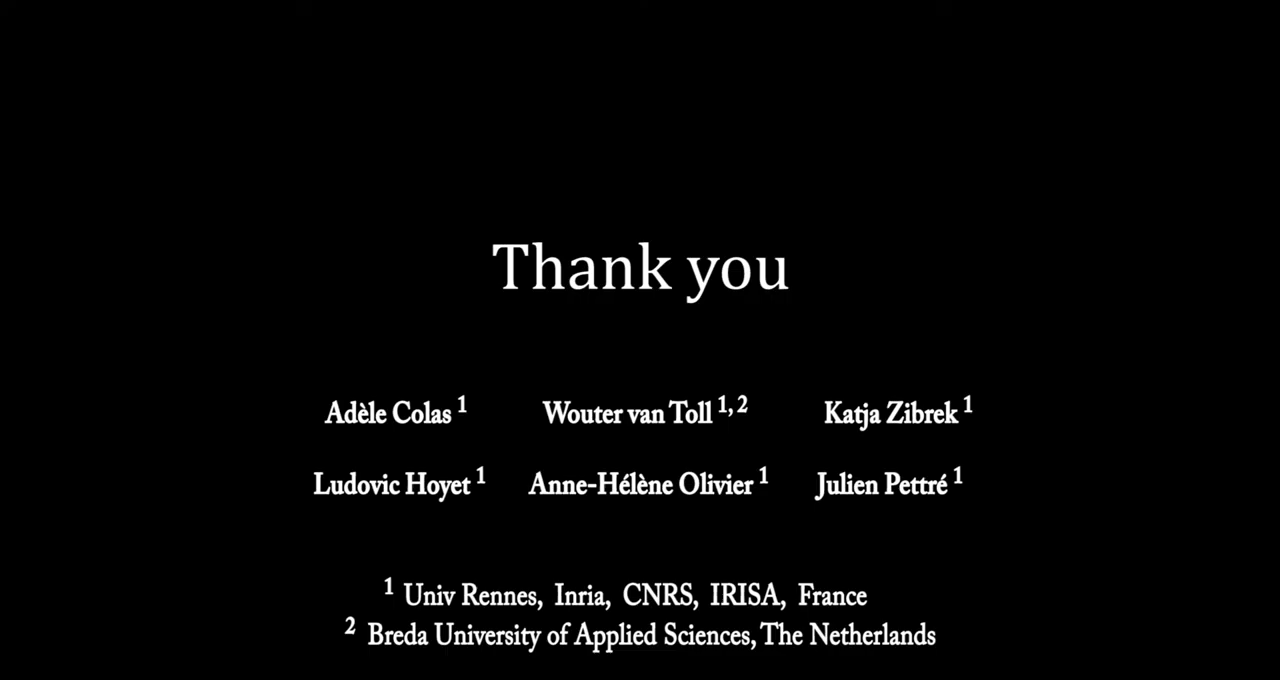 Thank you
Adèle Colas 1 Wouter van Toll 1, 2 Katja Zibrek 1
Ludovic Hoyet 1 Anne-Hélène Olivier 1 Julien Pettré 1
1 Univ Rennes, Inria, CNRS, IRISA, France
2 Breda University of Applied Sciences, The Netherlands